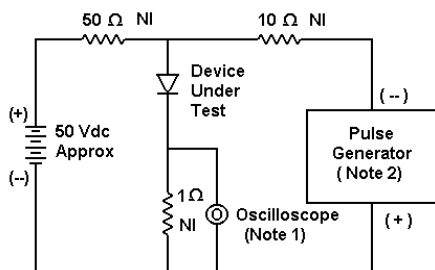 50 Ω NI
10 Ω NI
Device
Under
Test
(+)
50 Vdc
Approx
(--)
(--)
Pulse
Generator
( Note 2)
(+)
1Ω
NI
Oscilloscope
(Note 1)